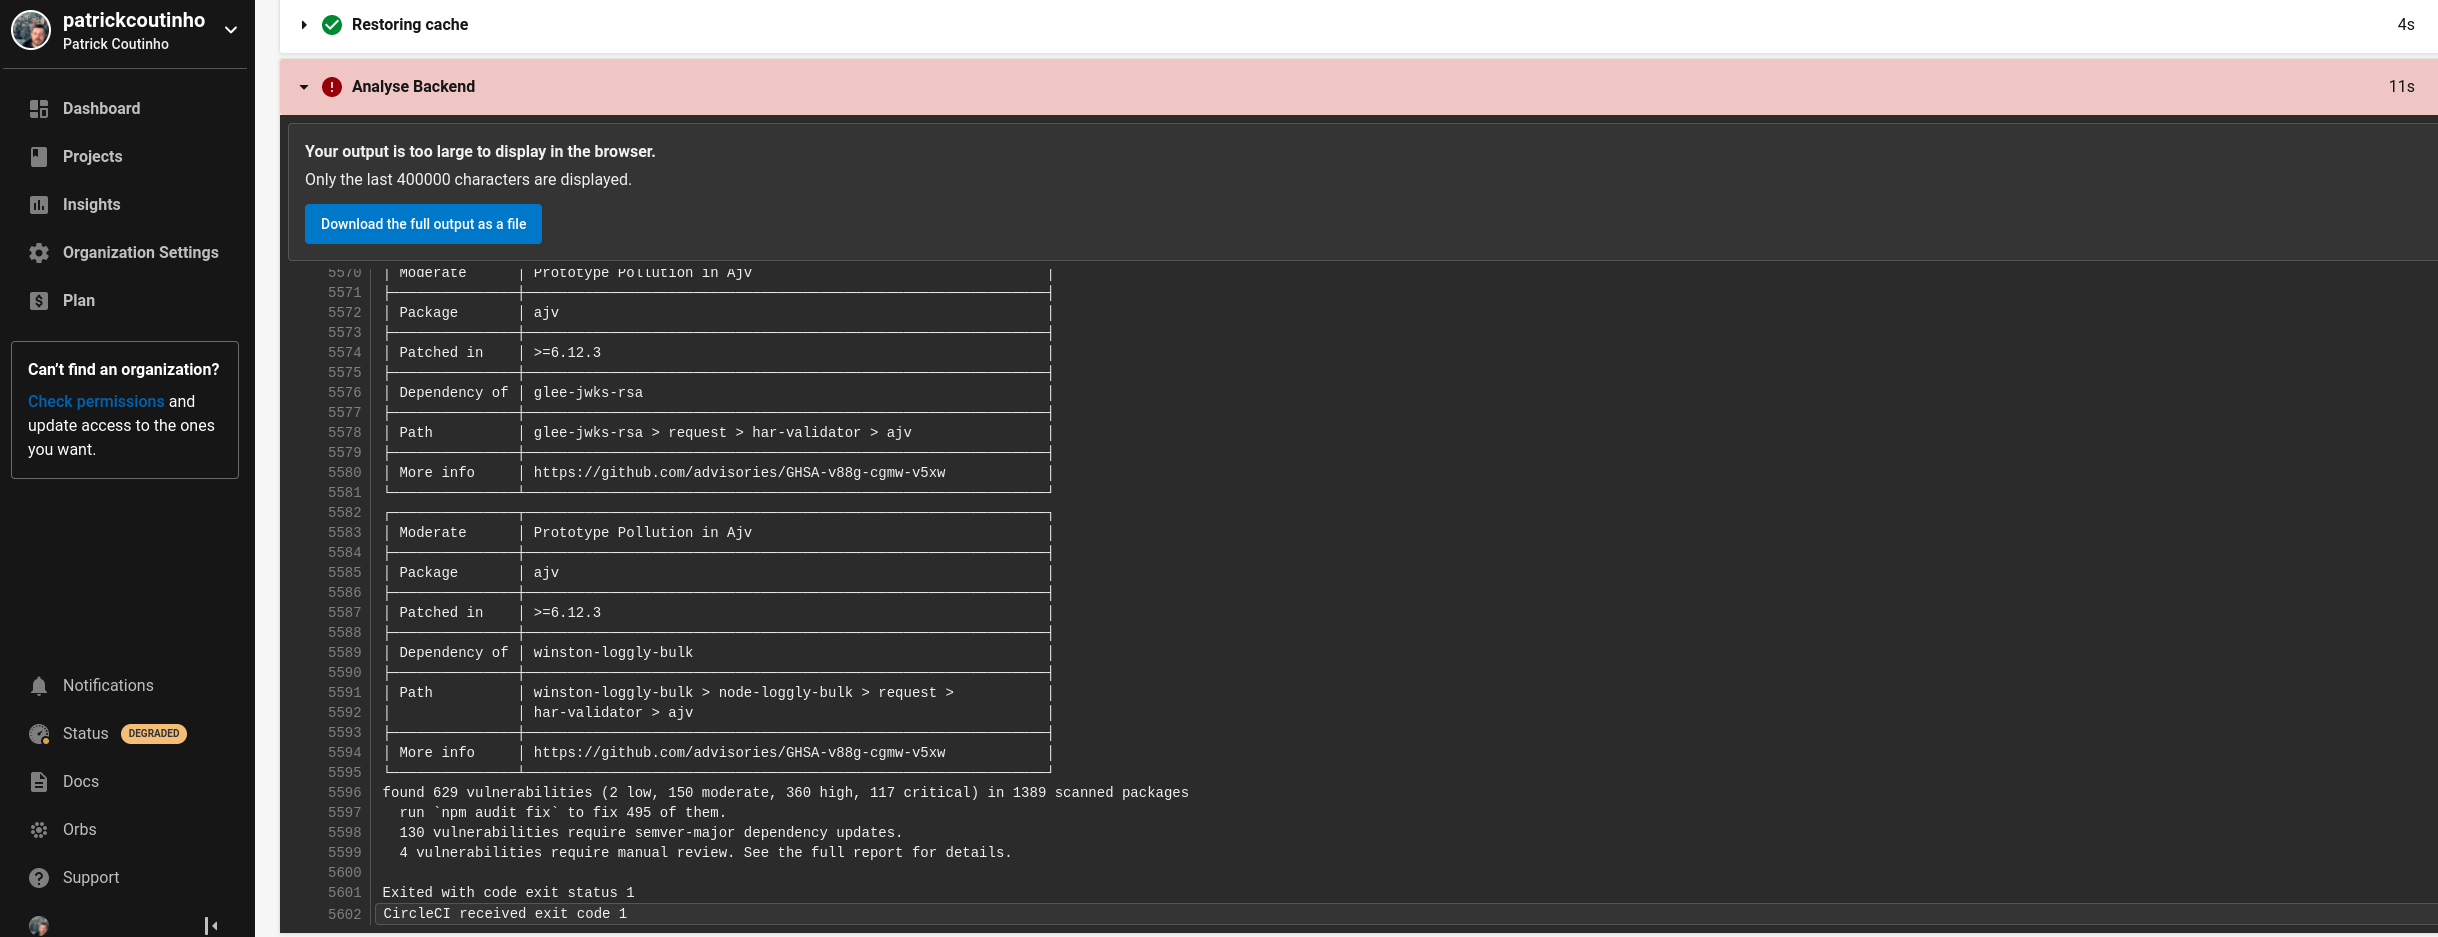 patrickcoutinho
Patrick Coutinho
Dashboard
Projects
Insights
Organization Settings
Plan
Can't find an organization?
Check permissions and
update access to the ones
you want.
Notifications
Status DEGRADED
Docs
Orbs
Support
Restoring cache 4s
Analyse Backend 11s
Your output is too large to display in the browser.
Only the last 400000 characters are displayed.
Download the full output as a file
5570 │ Moderate │ Prototype Pollution in Ajv │
5571
5572 │ Package │ ajv │
5573
5574 │ Patched in │ >=6.12.3 │
5575
5576 │ Dependency of │ glee-jwks-rsa │
5577
5578 │ Path │ glee-jwks-rsa > request > har-validator > ajv │
5579
5580 │ More info │ https://github.com/advisories/GHSA-v88g-cgmw-v5xw │
5581
5582
5583 │ Moderate │ Prototype Pollution in Ajv │
5584
5585 │ Package │ ajv │
5586
5587 │ Patched in │ >=6.12.3 │
5588
5589 │ Dependency of │ winston-loggly-bulk │
5590
5591 │ Path │ winston-loggly-bulk > node-loggly-bulk > request > │
5592 │ │ har-validator > ajv │
5593
5594 │ More info │ https://github.com/advisories/GHSA-v88g-cgmw-v5xw │
5595
5596 found 629 vulnerabilities (2 low, 150 moderate, 360 high, 117 critical) in 1389 scanned packages
5597 run `npm audit fix` to fix 495 of them.
5598 130 vulnerabilities require semver-major dependency updates.
5599 4 vulnerabilities require manual review. See the full report for details.
5600
5601 Exited with code exit status 1
5602 CircleCI received exit code 1